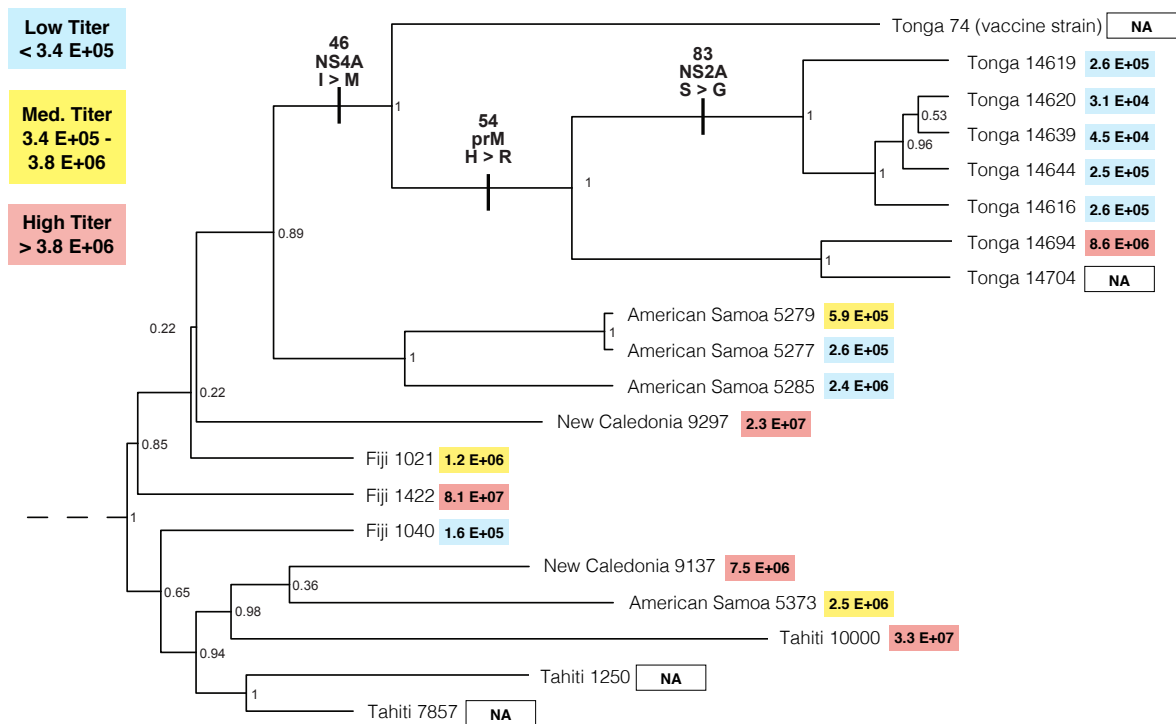 Low Titer
< 3.4 E+05
Med. Titer
3.4 E+05 -
3.8 E+06
High Titer
> 3.8 E+06
46
NS4A
I > M
54
prM
H > R
83
NS2A
S > G
Tonga 74 (vaccine strain) NA
Tonga 14619 2.6 E+05
Tonga 14620 3.1 E+04
Tonga 14639 4.5 E+04
Tonga 14644 2.5 E+05
Tonga 14616 2.6 E+05
Tonga 14694 8.6 E+06
Tonga 14704 NA
American Samoa 5279 5.9 E+05
American Samoa 5277 2.6 E+05
American Samoa 5285 2.4 E+06
New Caledonia 9297 2.3 E+07
Fiji 1021 1.2 E+06
Fiji 1422 8.1 E+07
Fiji 1040 1.6 E+05
New Caledonia 9137 7.5 E+06
American Samoa 5373 2.5 E+06
Tahiti 10000 3.3 E+07
Tahiti 1250 NA
Tahiti 7857 NA
1
1
1
0.53
0.96
1
1
0.89
0.22
1
1
0.22
0.85
1
0.65
0.36
0.98
0.94
1